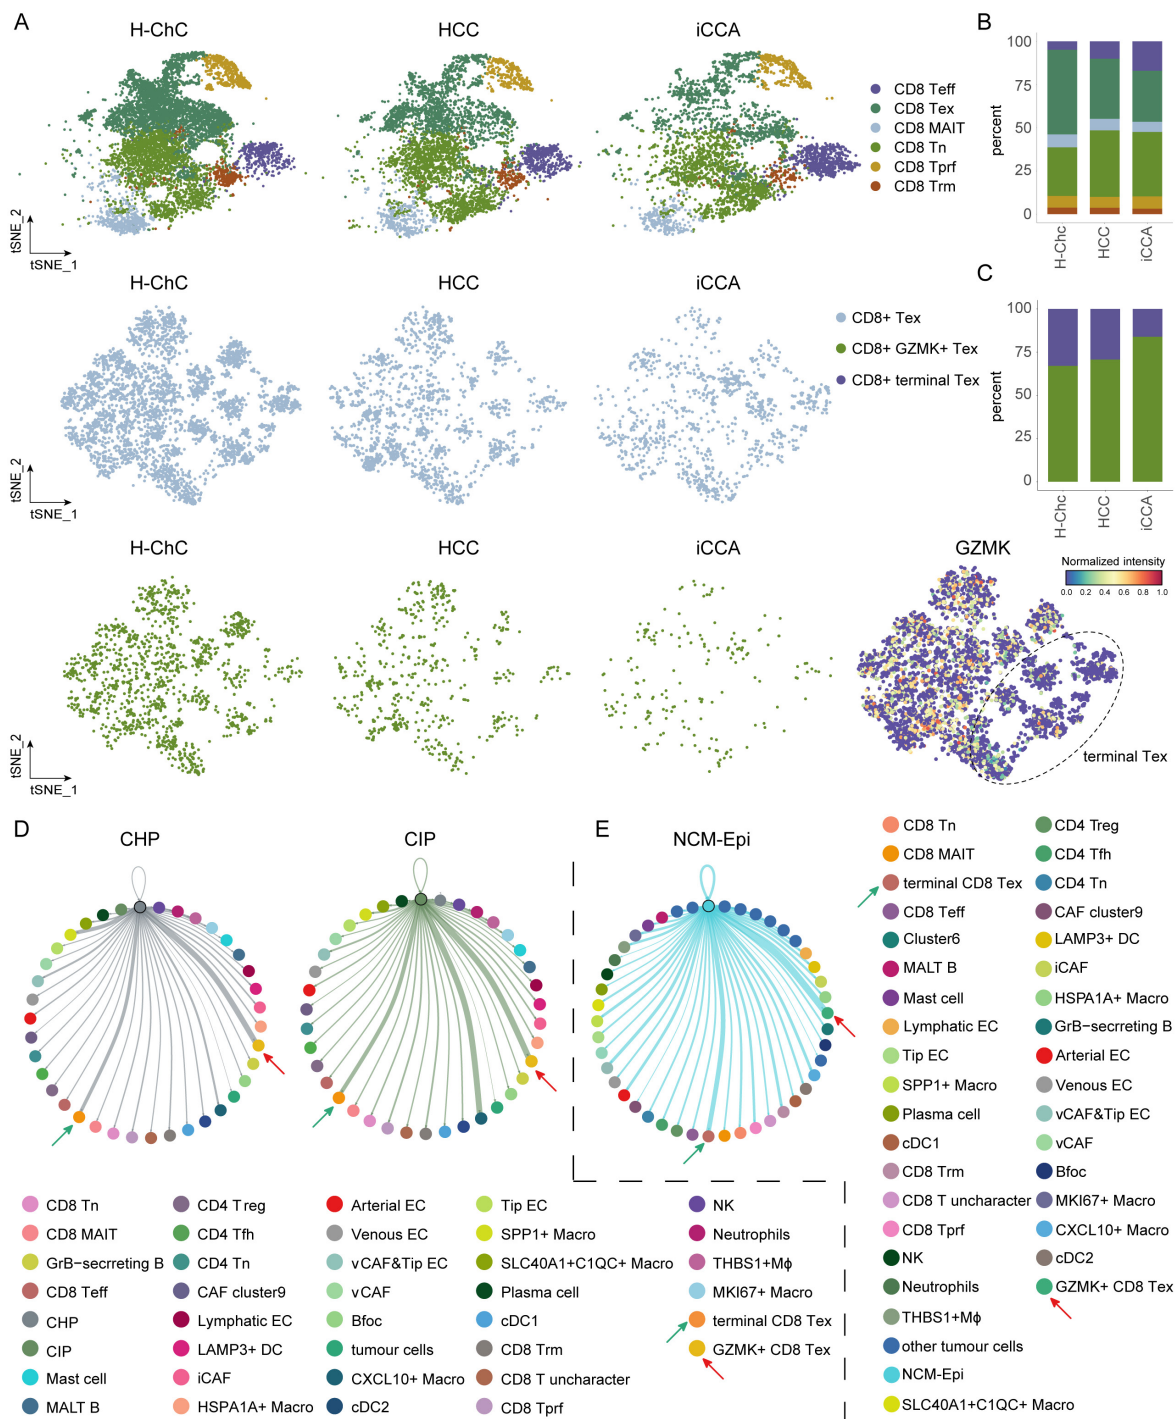 A
H-ChC
HCC
iCCA
CD8 Teff
CD8 Tex
CD8 MAIT
CD8 Tn
CD8 Tprf
CD8 Trm
tSNE_2
tSNE_1
B
100
75
50
25
0
percent
H-Chc
HCC
iCCA
H-ChC
HCC
iCCA
CD8+ Tex
CD8+ GZMK+ Tex
CD8+ terminal Tex
tSNE_2
tSNE_1
C
100
75
50
25
0
percent
H-Chc
HCC
iCCA
H-ChC
HCC
iCCA
GZMK
Normalized intensity
0.0 0.2 0.4 0.6 0.8 1.0
terminal Tex
tSNE_2
tSNE_1
D
CHP
CIP
E
NCM-Epi
CD8 Tn
CD8 MAIT
terminal CD8 Tex
CD8 Teff
Cluster6
MALT B
Mast cell
Lymphatic EC
Tip EC
SPP1+ Macro
Plasma cell
cDC1
CD8 Trm
CD8 T uncharacter
CD8 Tprf
NK
Neutrophils
THBS1+Mϕ
other tumour cells
NCM-Epi
SLC40A1+C1QC+ Macro
CD4 Treg
CD4 Tfh
CD4 Tn
CAF cluster9
LAMP3+ DC
iCAF
HSPA1A+ Macro
GrB−secrreting B
Arterial EC
Venous EC
vCAF&Tip EC
vCAF
Bfoc
MKI67+ Macro
CXCL10+ Macro
cDC2
GZMK+ CD8 Tex
CD8 Tn
CD8 MAIT
GrB−secrreting B
CD8 Teff
CHP
CIP
Mast cell
MALT B
CD4 Treg
CD4 Tfh
CD4 Tn
CAF cluster9
Lymphatic EC
LAMP3+ DC
iCAF
HSPA1A+ Macro
Arterial EC
Venous EC
vCAF&Tip EC
vCAF
Bfoc
tumour cells
CXCL10+ Macro
cDC2
Tip EC
SPP1+ Macro
SLC40A1+C1QC+ Macro
Plasma cell
cDC1
CD8 Trm
CD8 T uncharacter
CD8 Tprf
NK
Neutrophils
THBS1+Mϕ
MKI67+ Macro
terminal CD8 Tex
GZMK+ CD8 Tex